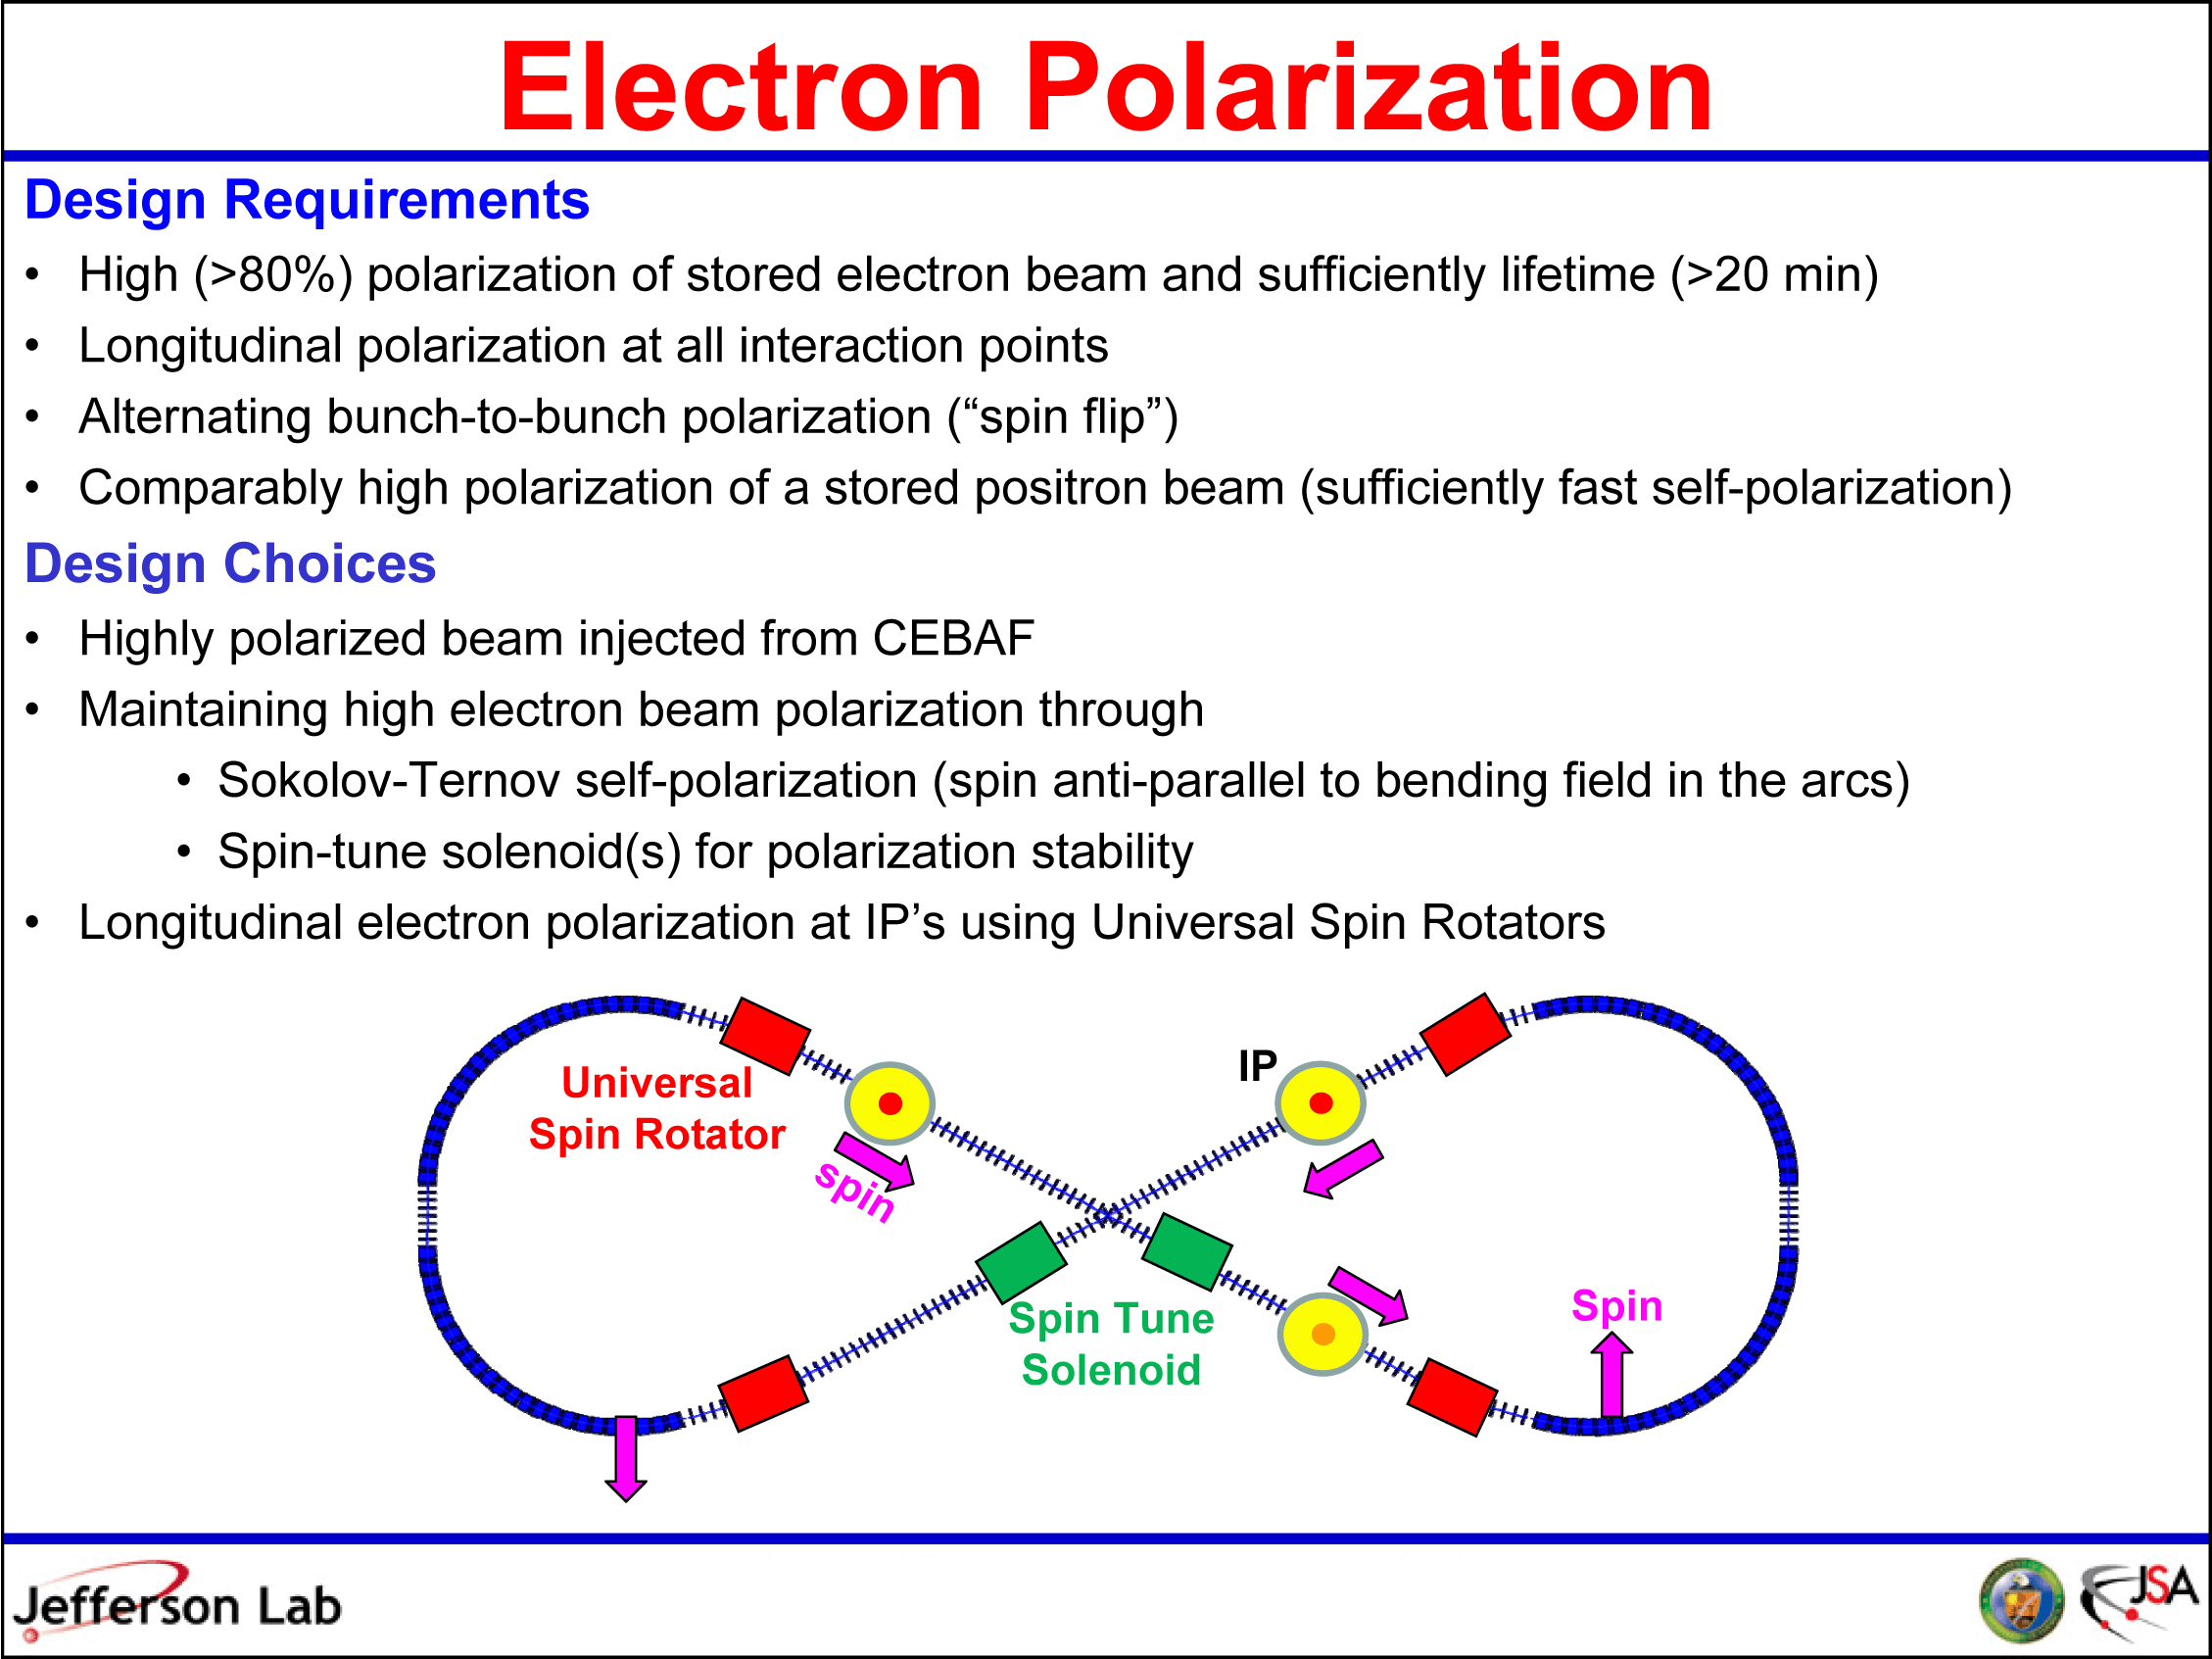 Electron Polarization
Design Requirements
• High (>80%) polarization of stored electron beam and sufficiently lifetime (>20 min)
• Longitudinal polarization at all interaction points
• Alternating bunch-to-bunch polarization (“spin flip”)
• Comparably high polarization of a stored positron beam (sufficiently fast self-polarization)
Design Choices
• Highly polarized beam injected from CEBAF
• Maintaining high electron beam polarization through
• Sokolov-Ternov self-polarization (spin anti-parallel to bending field in the arcs)
• Spin-tune solenoid(s) for polarization stability
• Longitudinal electron polarization at IP’s using Universal Spin Rotators
Universal
Spin Rotator
spin
IP
Spin Tune
Solenoid
Spin
Jefferson Lab
JSA